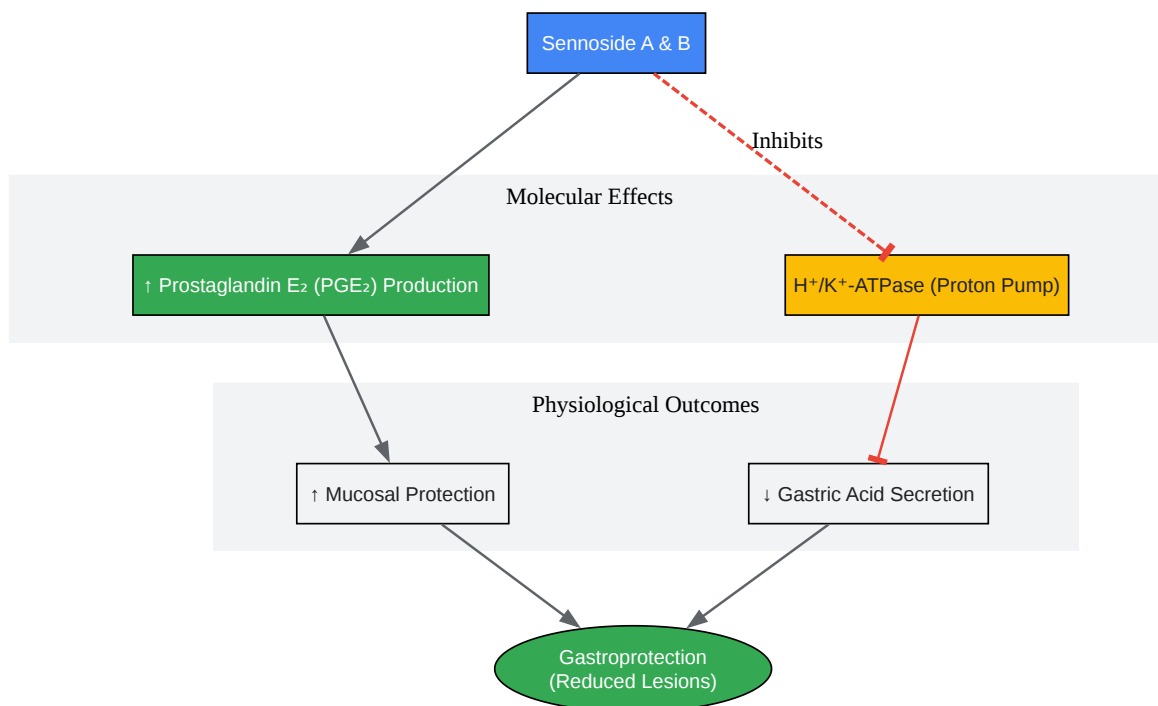 Sennoside A & B
Inhibits
Molecular Effects
↑ Prostaglandin E₂ (PGE₂) Production
H⁺/K⁺-ATPase (Proton Pump)
Physiological Outcomes
↑ Mucosal Protection
↓ Gastric Acid Secretion
Gastroprotection
(Reduced Lesions)